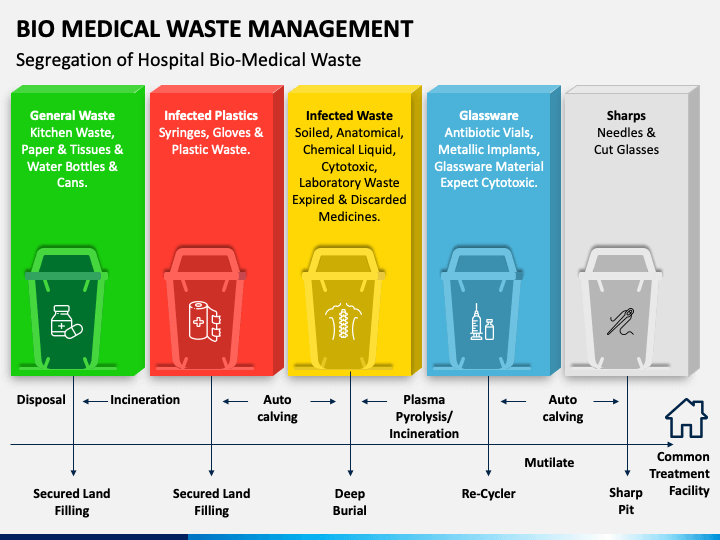 BIO MEDICAL WASTE MANAGEMENT
Segregation of Hospital Bio-Medical Waste
General Waste
Kitchen Waste,
Paper & Tissues &
Water Bottles &
Cans.
Infected Plastics
Syringes, Gloves &
Plastic Waste.
Infected Waste
Soiled, Anatomical,
Chemical Liquid,
Cytotoxic,
Laboratory Waste
Expired & Discarded
Medicines.
Glassware
Antibiotic Vials,
Metallic Implants,
Glassware Material
Expect Cytotoxic.
Sharps
Needles &
Cut Glasses
Disposal
Incineration
Auto
calving
Plasma
Pyrolysis/
Incineration
Auto
calving
Mutilate
Common
Treatment
Facility
Secured Land
Filling
Secured Land
Filling
Deep
Burial
Re-Cycler
Sharp
Pit